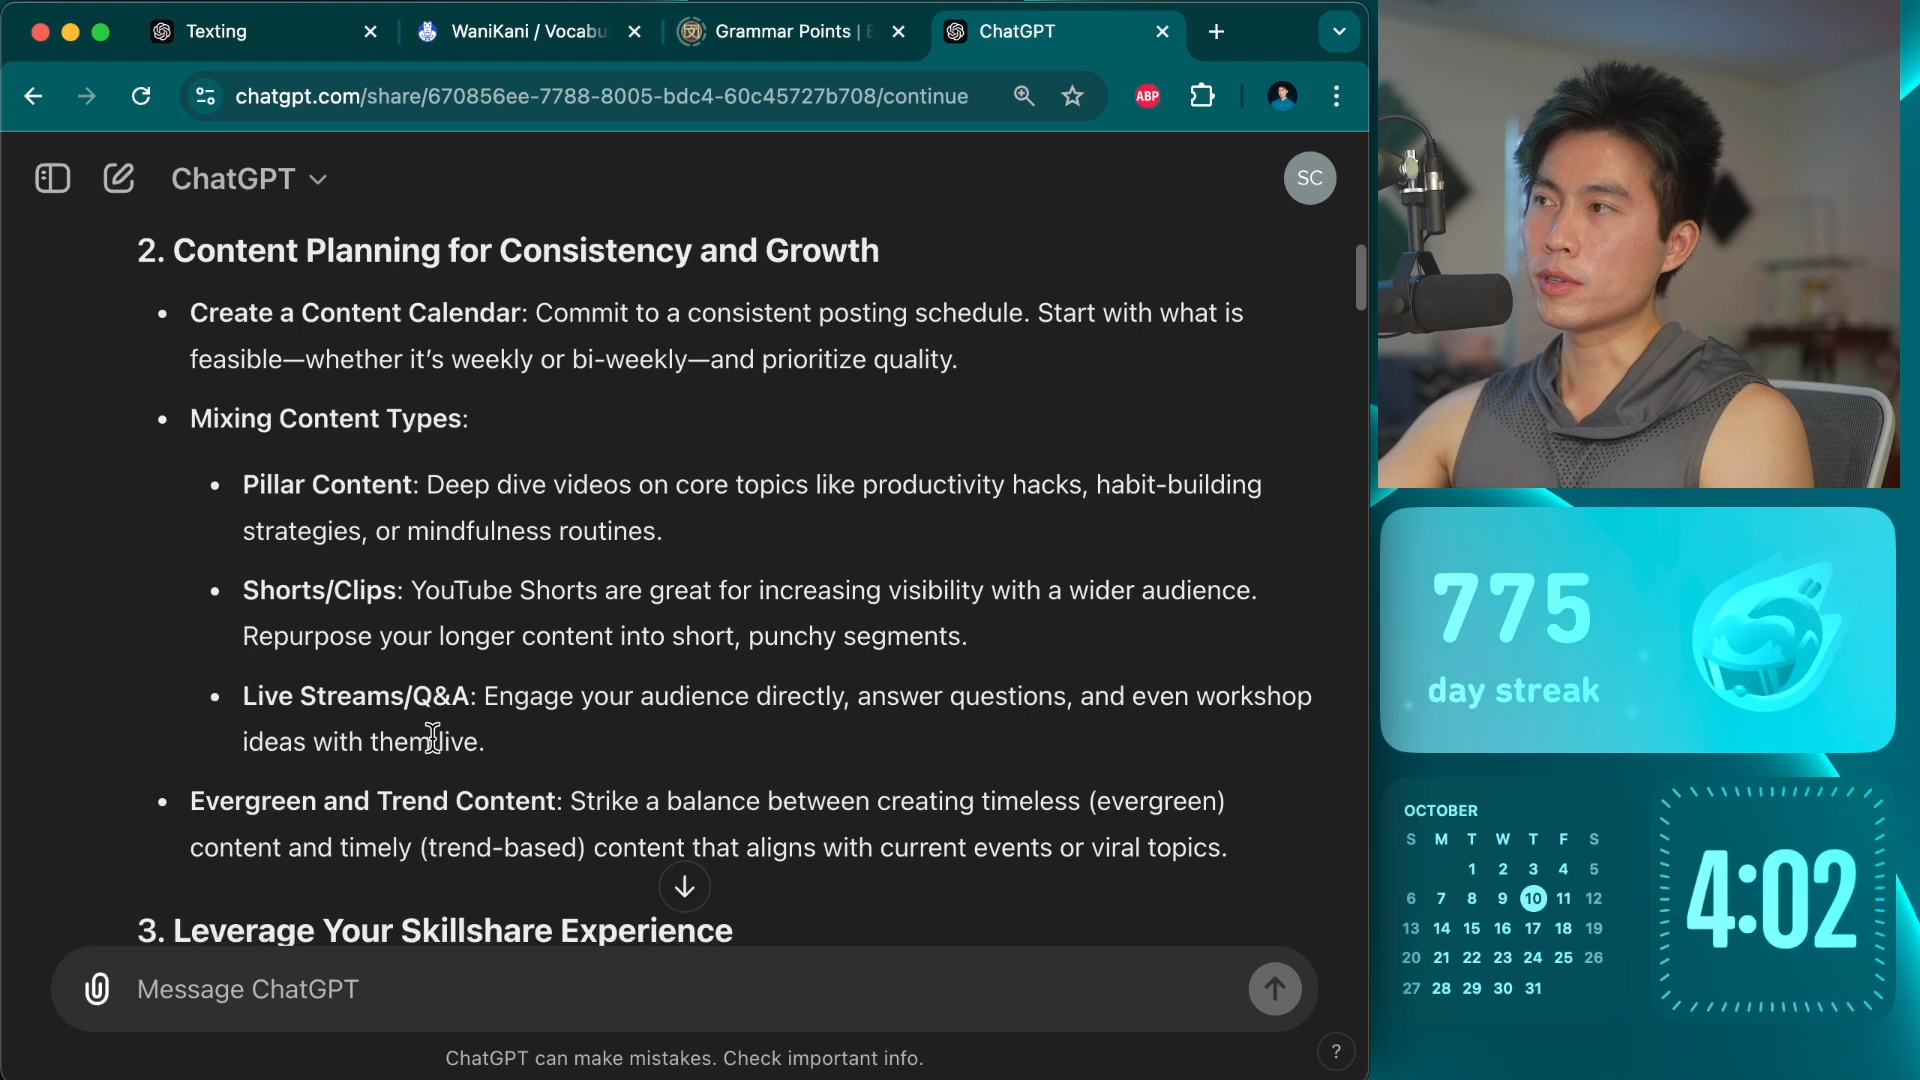 Texting
WaniKani / Vocabu
Grammar Points |
ChatGPT
chatgpt.com/share/670856ee-7788-8005-bdc4-60c45727b708/continue
ABP
ChatGPT
SC
2. Content Planning for Consistency and Growth
• Create a Content Calendar: Commit to a consistent posting schedule. Start with what is
feasible—whether it’s weekly or bi-weekly—and prioritize quality.
• Mixing Content Types:
• Pillar Content: Deep dive videos on core topics like productivity hacks, habit-building
strategies, or mindfulness routines.
• Shorts/Clips: YouTube Shorts are great for increasing visibility with a wider audience.
Repurpose your longer content into short, punchy segments.
• Live Streams/Q&A: Engage your audience directly, answer questions, and even workshop
ideas with them live.
• Evergreen and Trend Content: Strike a balance between creating timeless (evergreen)
content and timely (trend-based) content that aligns with current events or viral topics.
3. Leverage Your Skillshare Experience
Message ChatGPT
ChatGPT can make mistakes. Check important info.
?
775
day streak
OCTOBER
S M T W T F S
1 2 3 4 5
6 7 8 9 10 11 12
13 14 15 16 17 18 19
20 21 22 23 24 25 26
27 28 29 30 31
4:02